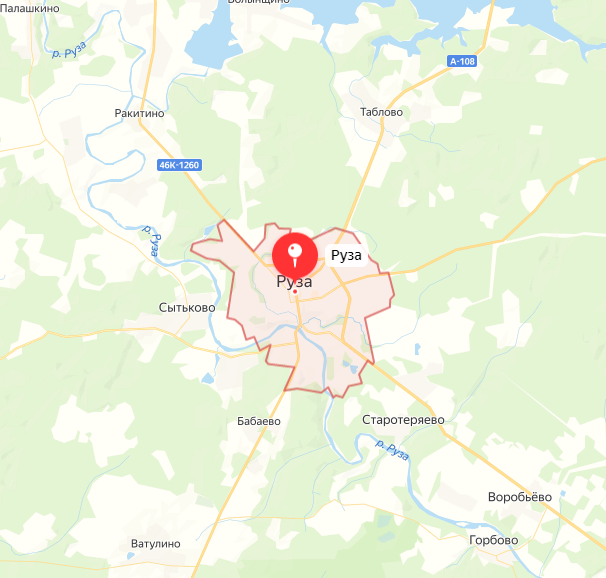 Волынщино
Палашкино
р. Руза
А-108
Ракитино
Таблово
46К-1260
р. Руза
Руза
Руза
Сытьково
Бабаево
Старотеряево
р. Руза
Воробьёво
Ватулино
Горбово